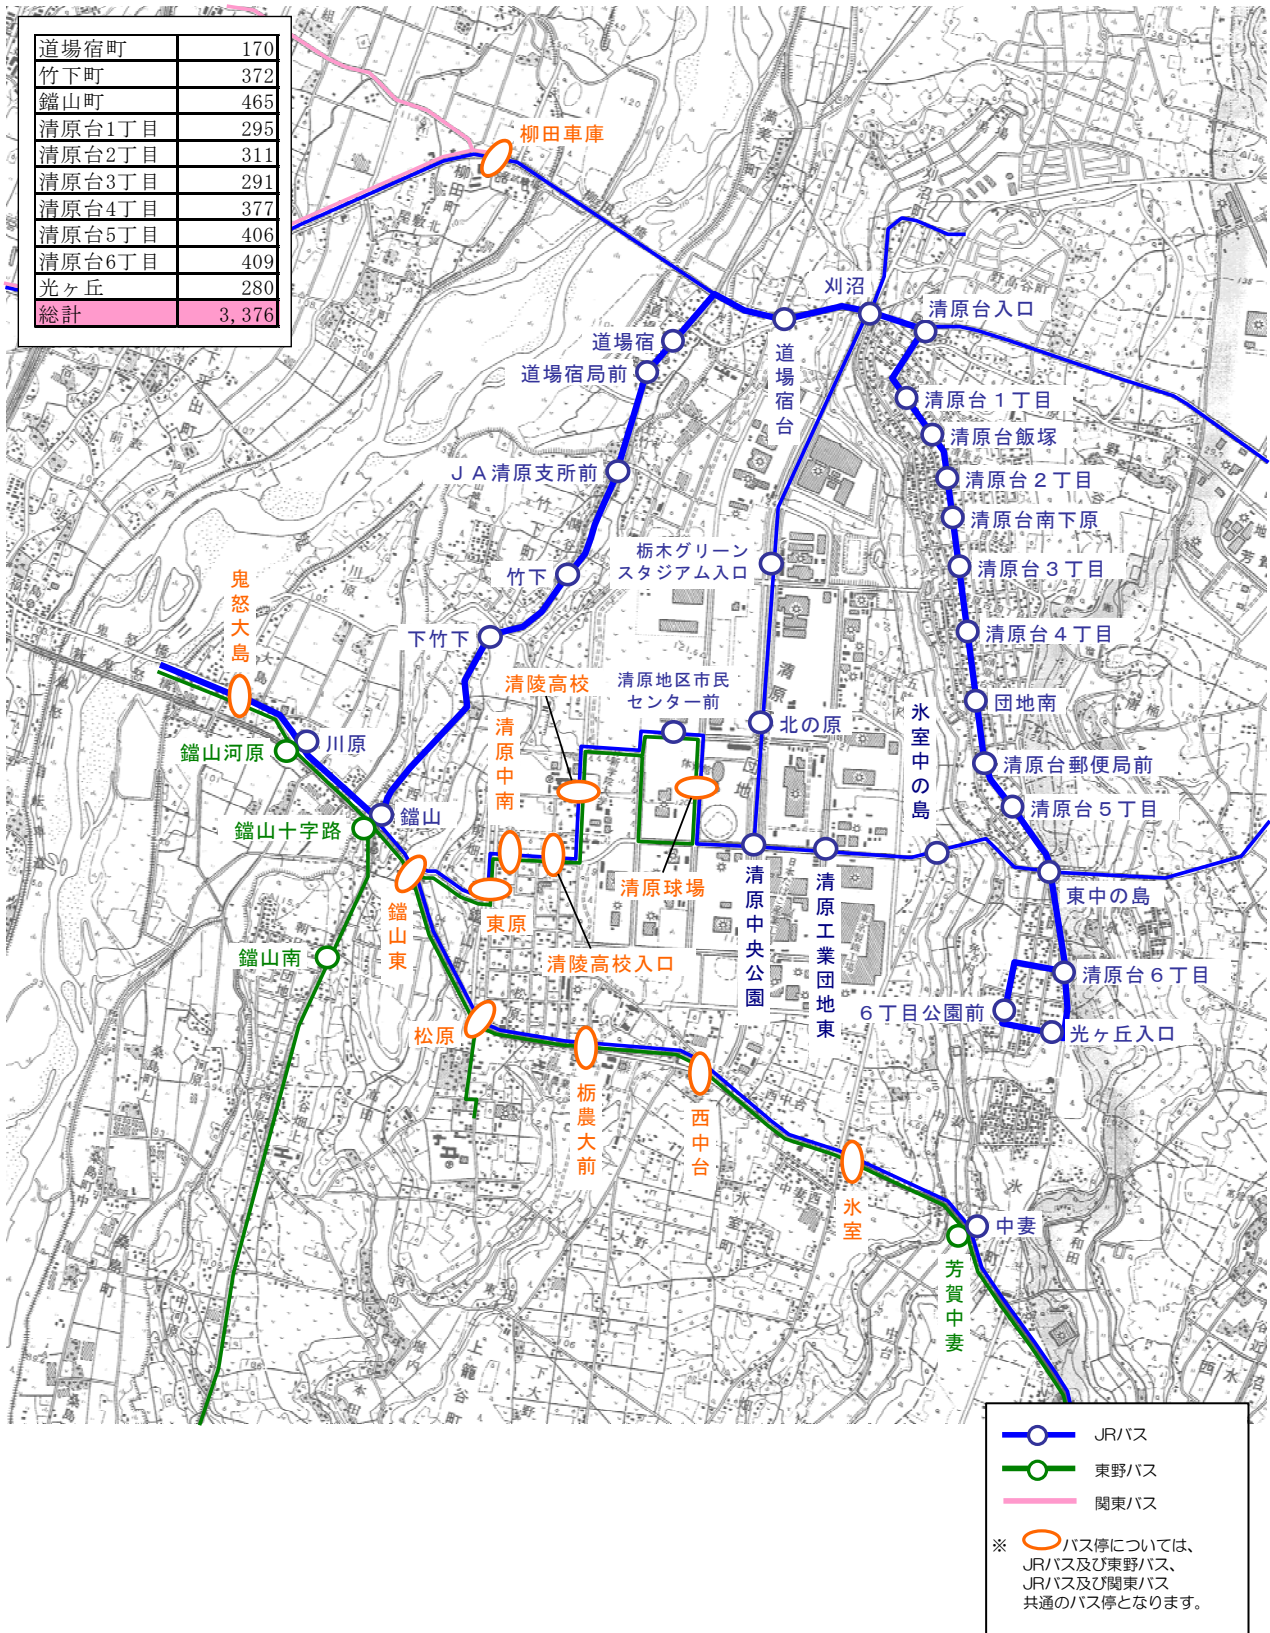 道場宿町 170
竹下町 372
鐺山町 465
清原台1丁目 295
清原台2丁目 311
清原台3丁目 291
清原台4丁目 377
清原台5丁目 406
清原台6丁目 409
光ヶ丘 280
総計 3,376
柳田車庫
刈沼
清原台入口
道場宿
道場宿台
道場宿局前
清原台１丁目
清原台飯塚
ＪＡ清原支所前
清原台２丁目
清原台南下原
栃木グリーン
スタジアム入口
竹下
清原台３丁目
鬼怒大島
下竹下
清原台４丁目
清陵高校
清原地区市民
センター前
団地南
氷室中の島
清原中南
北の原
川原
鐺山河原
清原台郵便局前
鐺山
清原台５丁目
鐺山十字路
清原球場
東中の島
鐺山東
東原
清原中央公園
清原工業団地東
鐺山南
清陵高校入口
清原台６丁目
６丁目公園前
松原
光ヶ丘入口
栃農大前
西中台
氷室
中妻
芳賀中妻
JRバス
東野バス
関東バス
※ バス停については、
JRバス及び東野バス、
JRバス及び関東バス
共通のバス停となります。